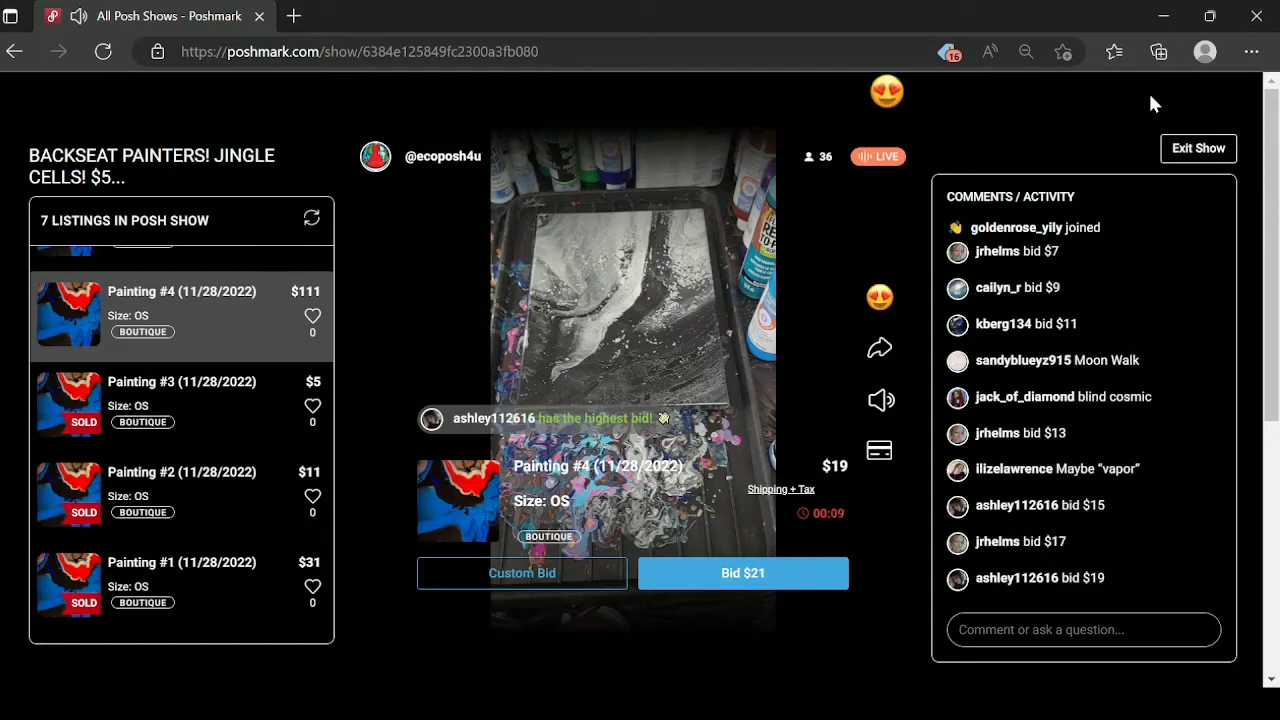 All Posh Shows - Poshmark
https://poshmark.com/show/6384e125849fc2300a3fb080
16
BACKSEAT PAINTERS! JINGLE
CELLS! $5...
7 LISTINGS IN POSH SHOW
Painting #4 (11/28/2022) $111
Size: OS
BOUTIQUE
0
Painting #3 (11/28/2022) $5
Size: OS
SOLD BOUTIQUE
0
Painting #2 (11/28/2022) $11
Size: OS
SOLD BOUTIQUE
0
Painting #1 (11/28/2022) $31
Size: OS
SOLD BOUTIQUE
0
@ecoposh4u
36 LIVE
ashley112616 has the highest bid!
Painting #4 (11/28/2022) $19
Shipping + Tax
Size: OS
00:09
BOUTIQUE
Custom Bid
Bid $21
Exit Show
COMMENTS / ACTIVITY
goldenrose_yily joined
jrhelms bid $7
cailyn_r bid $9
kberg134 bid $11
sandyblueyz915 Moon Walk
jack_of_diamond blind cosmic
jrhelms bid $13
ilizelawrence Maybe “vapor”
ashley112616 bid $15
jrhelms bid $17
ashley112616 bid $19
Comment or ask a question...